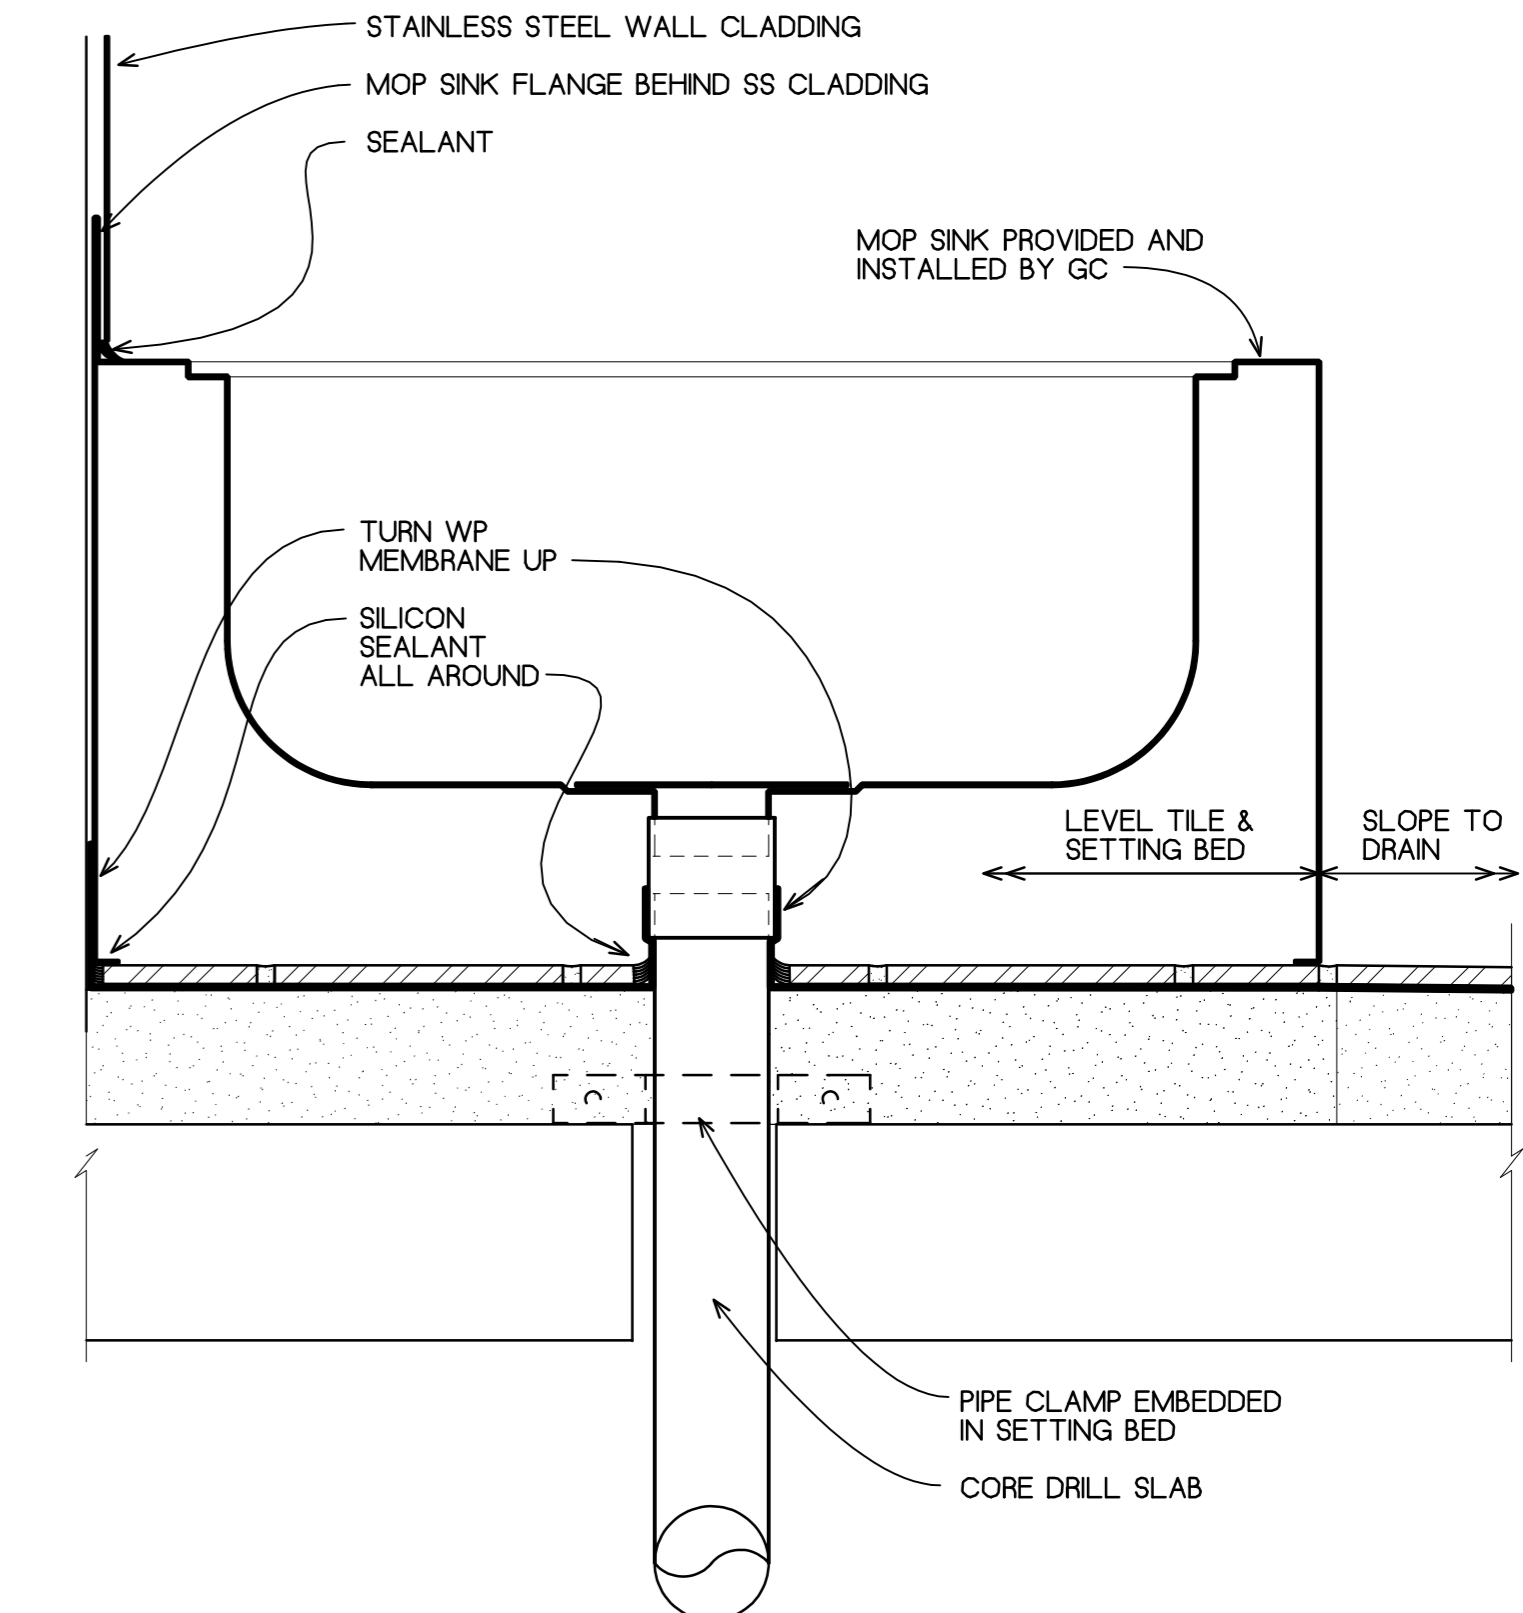 STAINLESS STEEL WALL CLADDING
MOP SINK FLANGE BEHIND SS CLADDING
SEALANT
MOP SINK PROVIDED AND
INSTALLED BY GC
TURN WP
MEMBRANE UP
SILICON
SEALANT
ALL AROUND
LEVEL TILE &
SETTING BED
SLOPE TO
DRAIN
PIPE CLAMP EMBEDDED
IN SETTING BED
CORE DRILL SLAB